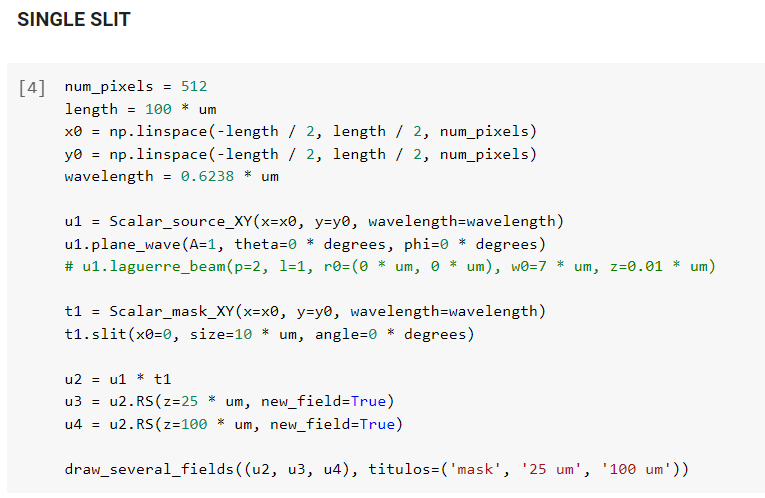 SINGLE SLIT
[4] num_pixels = 512
length = 100 * um
x0 = np.linspace(-length / 2, length / 2, num_pixels)
y0 = np.linspace(-length / 2, length / 2, num_pixels)
wavelength = 0.6238 * um
u1 = Scalar_source_XY(x=x0, y=y0, wavelength=wavelength)
u1.plane_wave(A=1, theta=0 * degrees, phi=0 * degrees)
# u1.laguerre_beam(p=2, l=1, r0=(0 * um, 0 * um), w0=7 * um, z=0.01 * um)
t1 = Scalar_mask_XY(x=x0, y=y0, wavelength=wavelength)
t1.slit(x0=0, size=10 * um, angle=0 * degrees)
u2 = u1 * t1
u3 = u2.RS(z=25 * um, new_field=True)
u4 = u2.RS(z=100 * um, new_field=True)
draw_several_fields((u2, u3, u4), titulos=('mask', '25 um', '100 um'))